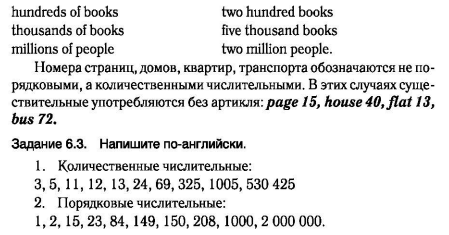 hundreds of books two hundred books
thousands of books five thousand books
millions of people two million people.
Номера страниц, домов, квартир, транспорта обозначаются не по-
рядковыми, а количественными числительными. В этих случаях суще-
ствительные употребляются без артикля: page 15, house 40, flat 13,
bus 72.
Задание 6.3. Напишите по-английски.
1. Количественные числительные:
3, 5, 11, 12, 13, 24, 69, 325, 1005, 530 425
2. Порядковые числительные:
1, 2, 15, 23, 84, 149, 150, 208, 1000, 2 000 000.